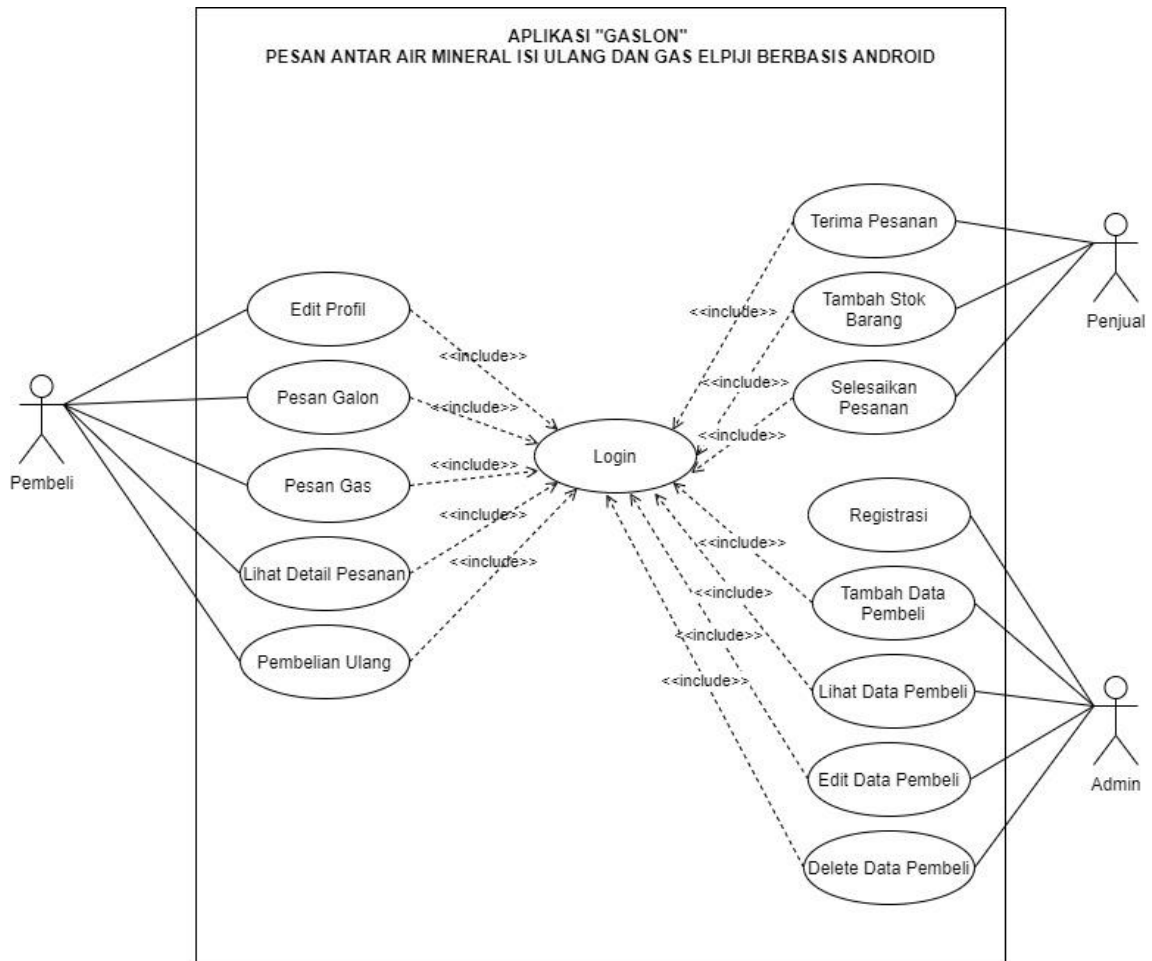 APLIKASI "GASLON"
PESAN ANTAR AIR MINERAL ISI ULANG DAN GAS ELPIJI BERBASIS ANDROID
Terima Pesanan
Tambah Stok
Barang
Selesaikan
Pesanan
Penjual
<<include>>
<<include>>
<<include>>
Edit Profil
Pesan Galon
Pesan Gas
Lihat Detail Pesanan
Pembelian Ulang
Pembeli
<<include>>
<<include>>
<<include>>
<<include>>
<<include>>
Login
Registrasi
Tambah Data
Pembeli
Lihat Data Pembeli
Edit Data Pembeli
Delete Data Pembeli
Admin
<<include>>
<<include>
<<include>>
<<include>>